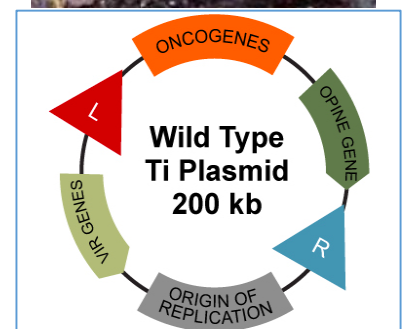 ONCOGENES
L
OPINE GENE
Wild Type
Ti Plasmid
200 kb
VIR GENES
R
ORIGIN OF
REPLICATION